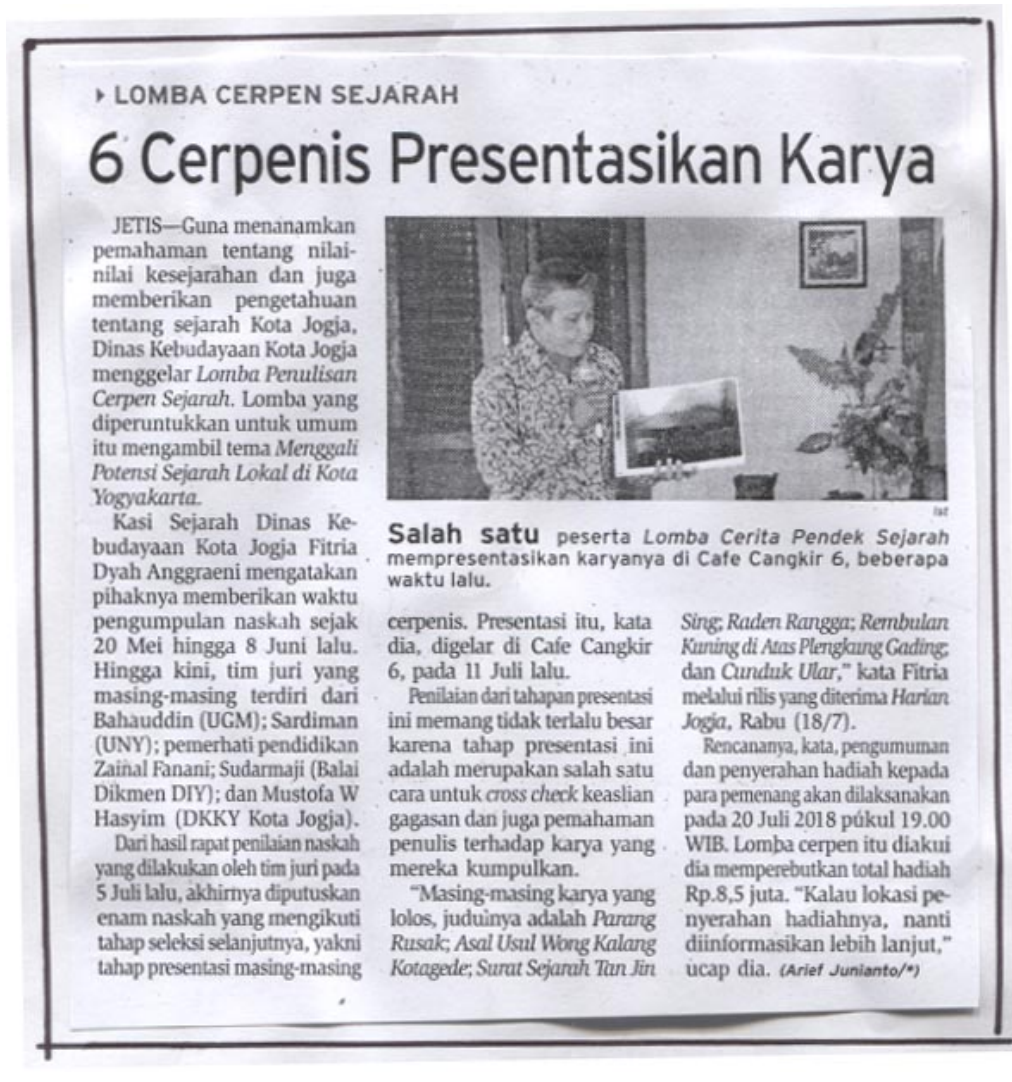 LOMBA CERPEN SEJARAH
6 Cerpenis Presentasikan Karya
JETIS—Guna menanamkan
pemahaman tentang nilai-
nilai kesejarahan dan juga
memberikan pengetahuan
tentang sejarah Kota Jogja,
Dinas Kebudayaan Kota Jogja
menggelar Lomba Penulisan
Cerpen Sejarah. Lomba yang
diperuntukkan untuk umum
itu mengambil tema Menggali
Potensi Sejarah Lokal di Kota
Yogyakarta.
Kasi Sejarah Dinas Ke-
budayaan Kota Jogja Fitria
Dyah Anggraeni mengatakan
pihaknya memberikan waktu
pengumpulan naskah sejak
20 Mei hingga 8 Juni lalu.
Hingga kini, tim juri yang
masing-masing terdiri dari
Bahauddin (UGM); Sardiman
(UNY); pemerhati pendidikan
Zainal Fanani; Sudarmaji (Balai
Dikmen DIY); dan Mustofa W
Hasyim (DKKY Kota Jogja).
Dari hasil rapat penilaian naskah
yang dilakukan oleh tim juri pada
5 Juli lalu, akhirnya diputuskan
enam naskah yang mengikuti
tahap seleksi selanjutnya, yakni
tahap presentasi masing-masing
Ist
Salah satu peserta Lomba Cerita Pendek Sejarah
mempresentasikan karyanya di Cafe Cangkir 6, beberapa
waktu lalu.
cerpenis. Presentasi itu, kata
dia, digelar di Cafe Cangkir
6, pada 11 Juli lalu.
Penilaian dari tahapan presentasi
ini memang tidak terlalu besar
karena tahap presentasi ini
adalah merupakan salah satu
cara untuk cross check keaslian
gagasan dan juga pemahaman
penulis terhadap karya yang
mereka kumpulkan.
"Masing-masing karya yang
lolos, judulnya adalah Parang
Rusak; Asal Usul Wong Kalang
Kotagede; Surat Sejarah Tan Jin
Sing; Raden Rangga; Rembulan
Kuning di Atas Plengkung Gading;
dan Cunduk Ular," kata Fitria
melalui rilis yang diterima Harian
Jogja, Rabu (18/7).
Rencananya, kata, pengumuman
dan penyerahan hadiah kepada
para pemenang akan dilaksanakan
pada 20 Juli 2018 pukul 19.00
WIB. Lomba cerpen itu diakui
dia memperebutkan total hadiah
Rp.8,5 juta. "Kalau lokasi pe-
nyerahan hadiahnya, nanti
diinformasikan lebih lanjut,"
ucap dia. (Arief Junianto/*)